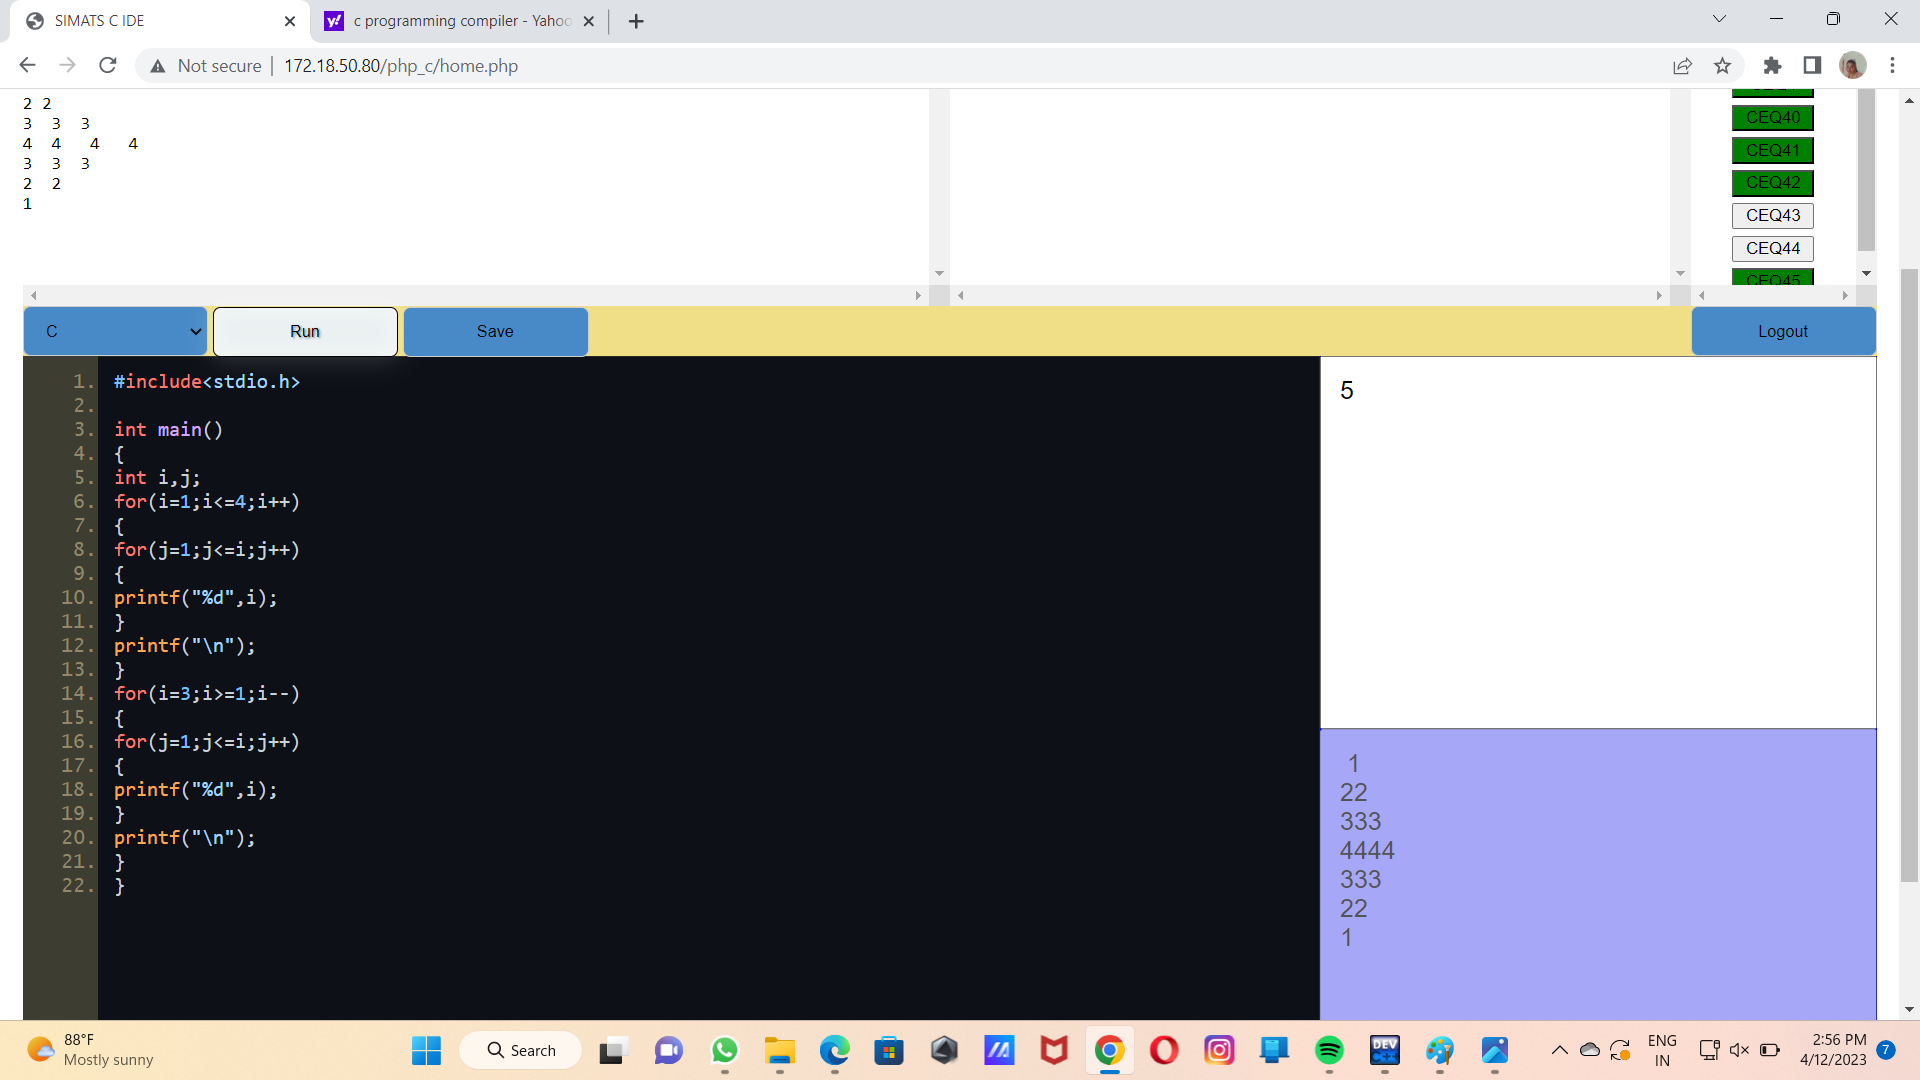 SIMATS C IDE
c programming compiler - Yahoo
Not secure
172.18.50.80/php_c/home.php
2 2
3  3  3
4  4   4   4
3  3  3
2  2
1
CEQ40
CEQ41
CEQ42
CEQ43
CEQ44
CEQ45
C
Run
Save
Logout
1. #include<stdio.h>
2.
3. int main()
4. {
5. int i,j;
6. for(i=1;i<=4;i++)
7. {
8. for(j=1;j<=i;j++)
9. {
10. printf("%d",i);
11. }
12. printf("\n");
13. }
14. for(i=3;i>=1;i--)
15. {
16. for(j=1;j<=i;j++)
17. {
18. printf("%d",i);
19. }
20. printf("\n");
21. }
22. }
5
1
22
333
4444
333
22
1
88°F
Mostly sunny
Search
DEV
ENG
IN
2:56 PM
4/12/2023
7